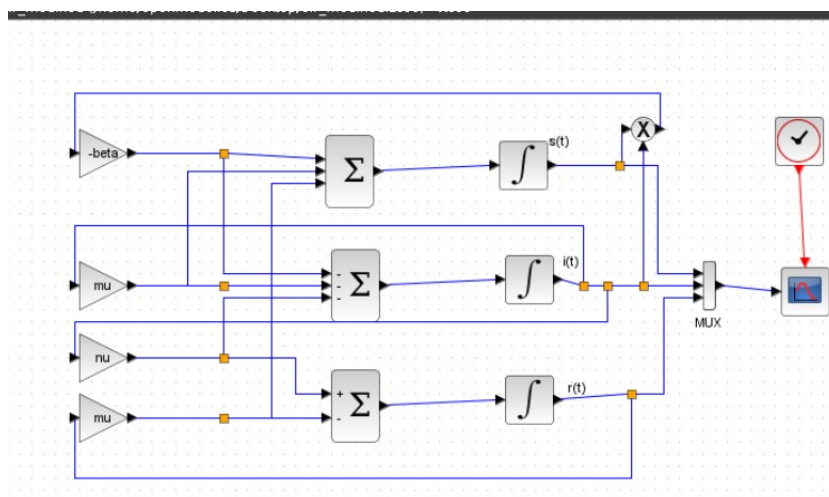 s(t)
X
-beta
Σ
∫
mu
-
-
-
Σ
∫
i(t)
MUX
nu
mu
+
-
Σ
∫
r(t)